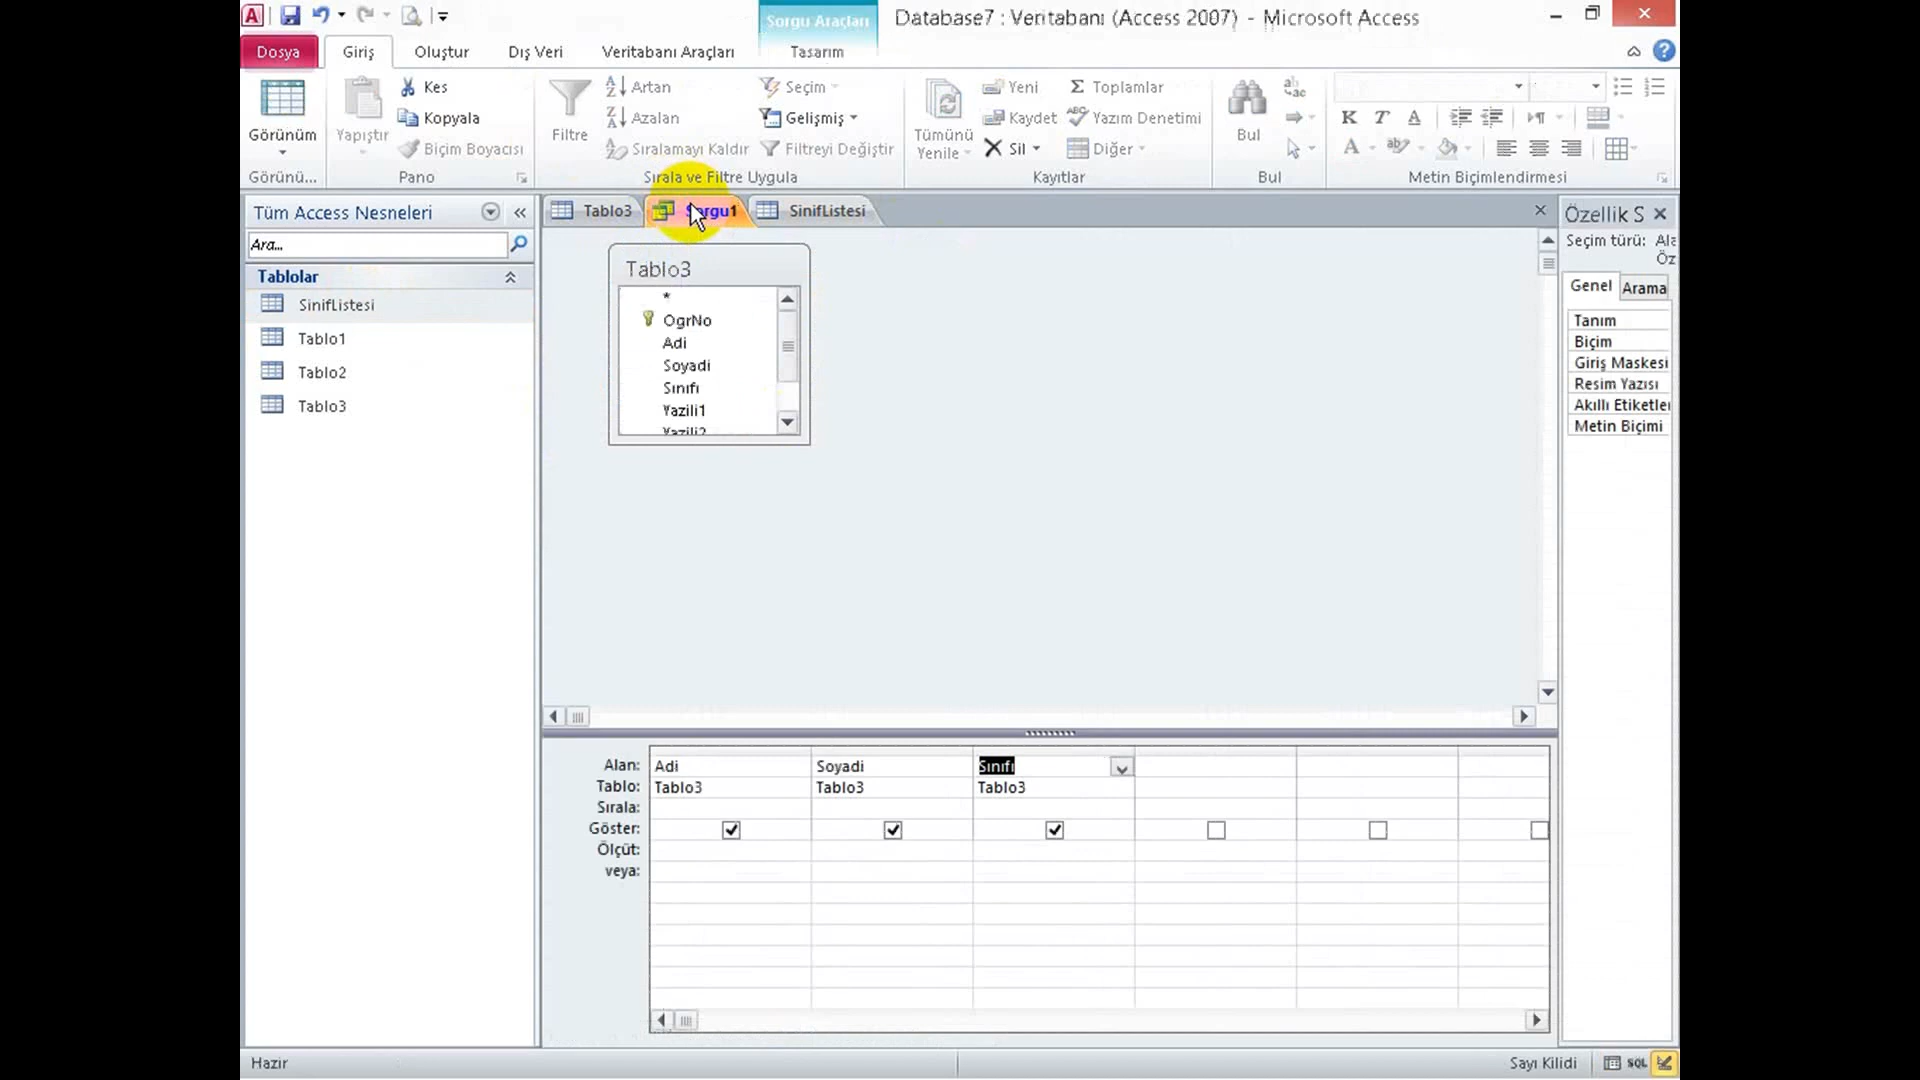 Sorgu Araçları
Database7 : Veritabanı (Access 2007) - Microsoft Access
Dosya
Giriş
Oluştur
Dış Veri
Veritabanı Araçları
Tasarım
Görünüm
Görünü...
Yapıştır
Kes
Kopyala
Biçim Boyacısı
Pano
Filtre
Artan
Azalan
Sıralamayı Kaldır
Seçim
Gelişmiş
Filtreyi Değiştir
Sırala ve Filtre Uygula
Tümünü
Yenile
Yeni
Kaydet
Sil
Toplamlar
Yazım Denetimi
Diğer
Kayıtlar
Bul
Bul
K T A
Metin Biçimlendirmesi
Tüm Access Nesneleri
Ara...
Tablolar
SinifListesi
Tablo1
Tablo2
Tablo3
Tablo3
Sorgu1
SinifListesi
Tablo3
*
OgrNo
Adi
Soyadi
Sınıfı
Yazili1
Yazili2
Alan: Adi Soyadi Sınıfı
Tablo: Tablo3 Tablo3 Tablo3
Sırala:
Göster:
Ölçüt:
veya:
Özellik S
Seçim türü: Ala
Öz
Genel Arama
Tanım
Biçim
Giriş Maskesi
Resim Yazısı
Akıllı Etiketler
Metin Biçimi
Hazır
Sayı Kilidi
SQL